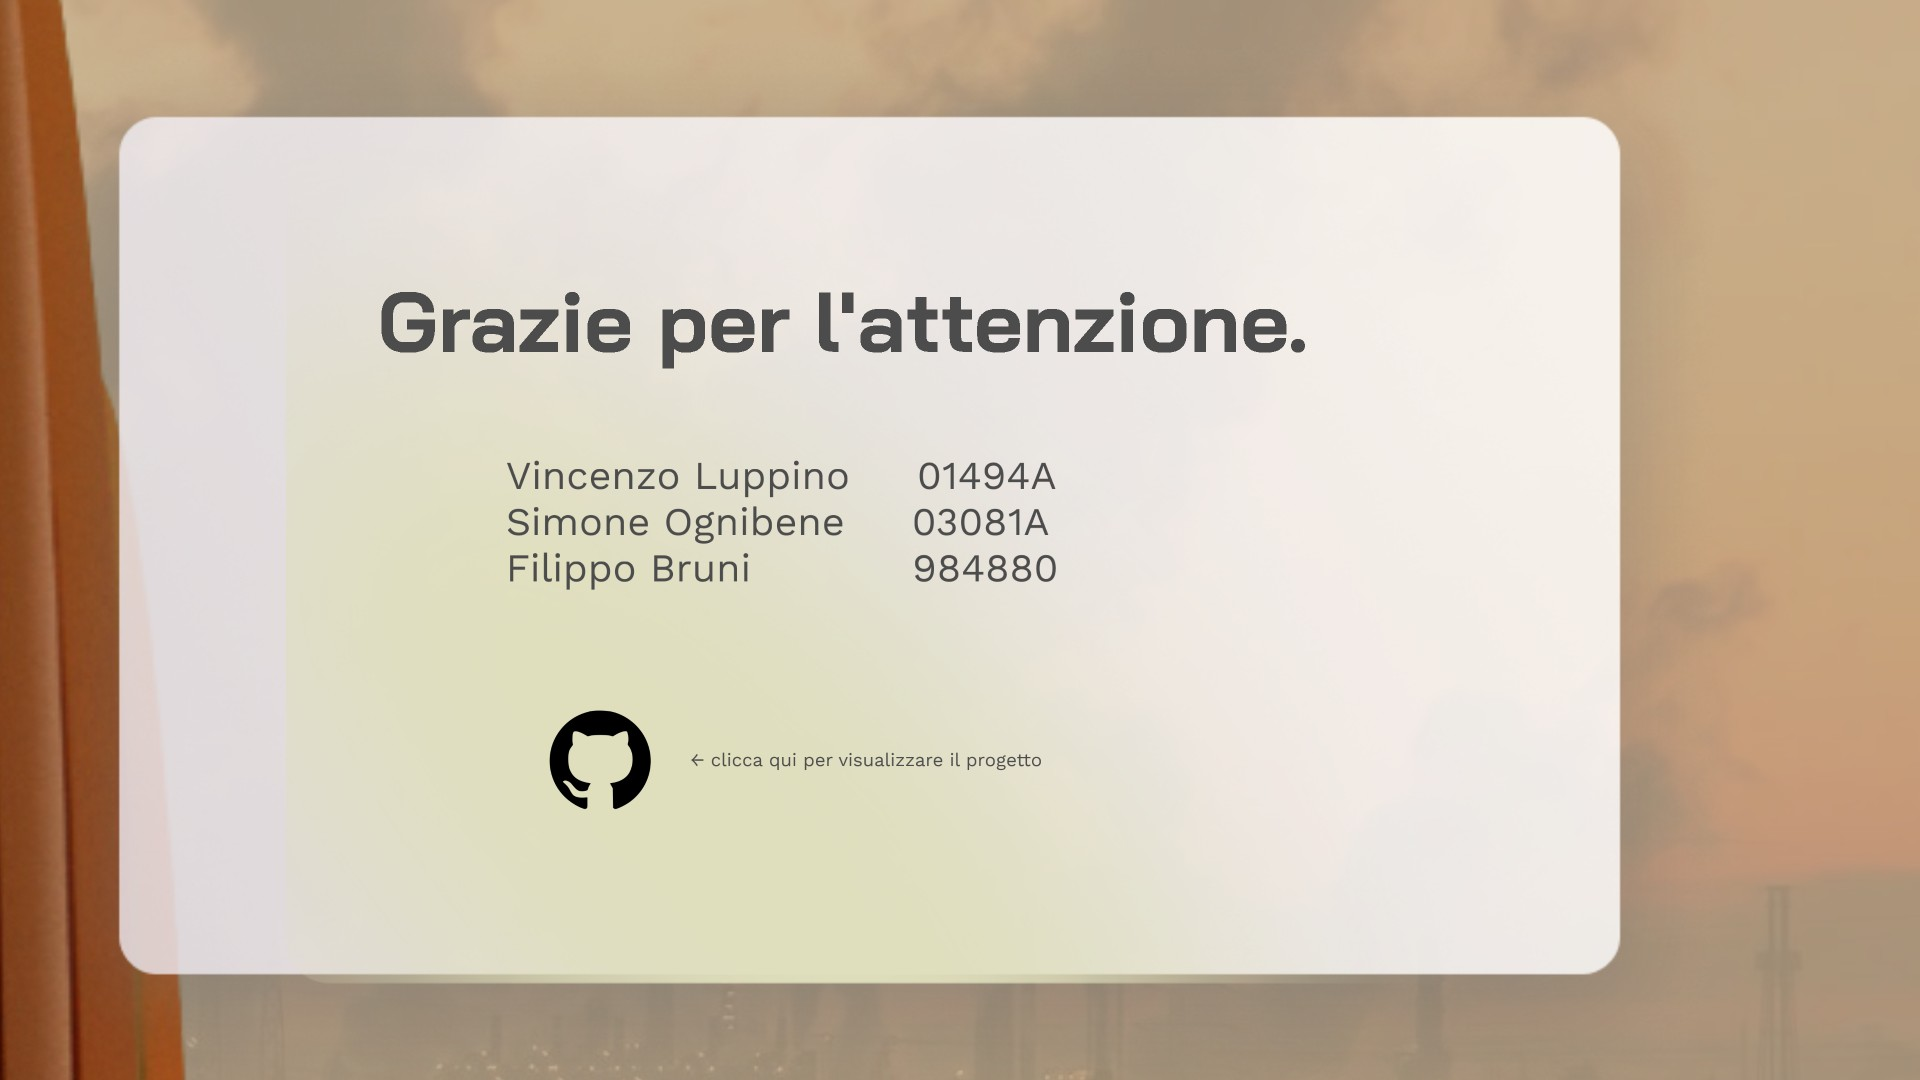 Grazie per l'attenzione.
Vincenzo Luppino 01494A
Simone Ognibene 03081A
Filippo Bruni 984880
← clicca qui per visualizzare il progetto